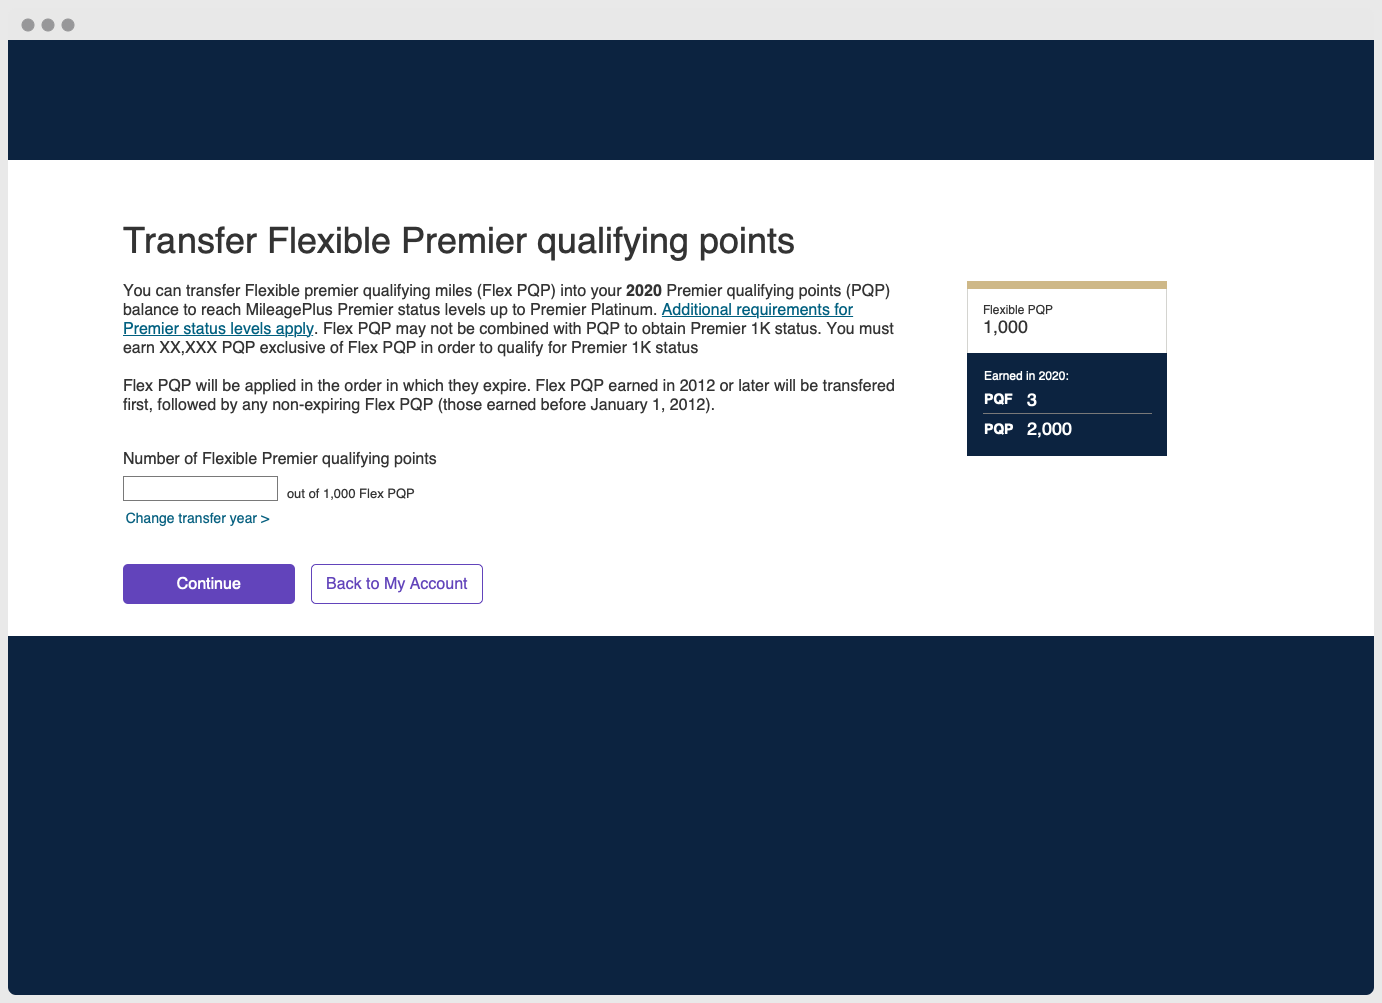 Transfer Flexible Premier qualifying points
You can transfer Flexible premier qualifying miles (Flex PQP) into your 2020 Premier qualifying points (PQP)
balance to reach MileagePlus Premier status levels up to Premier Platinum. Additional requirements for
Premier status levels apply. Flex PQP may not be combined with PQP to obtain Premier 1K status. You must
earn XX,XXX PQP exclusive of Flex PQP in order to qualify for Premier 1K status
Flex PQP will be applied in the order in which they expire. Flex PQP earned in 2012 or later will be transfered
first, followed by any non-expiring Flex PQP (those earned before January 1, 2012).
Number of Flexible Premier qualifying points
out of 1,000 Flex PQP
Change transfer year >
Continue
Back to My Account
Flexible PQP
1,000
Earned in 2020:
PQF 3
PQP 2,000